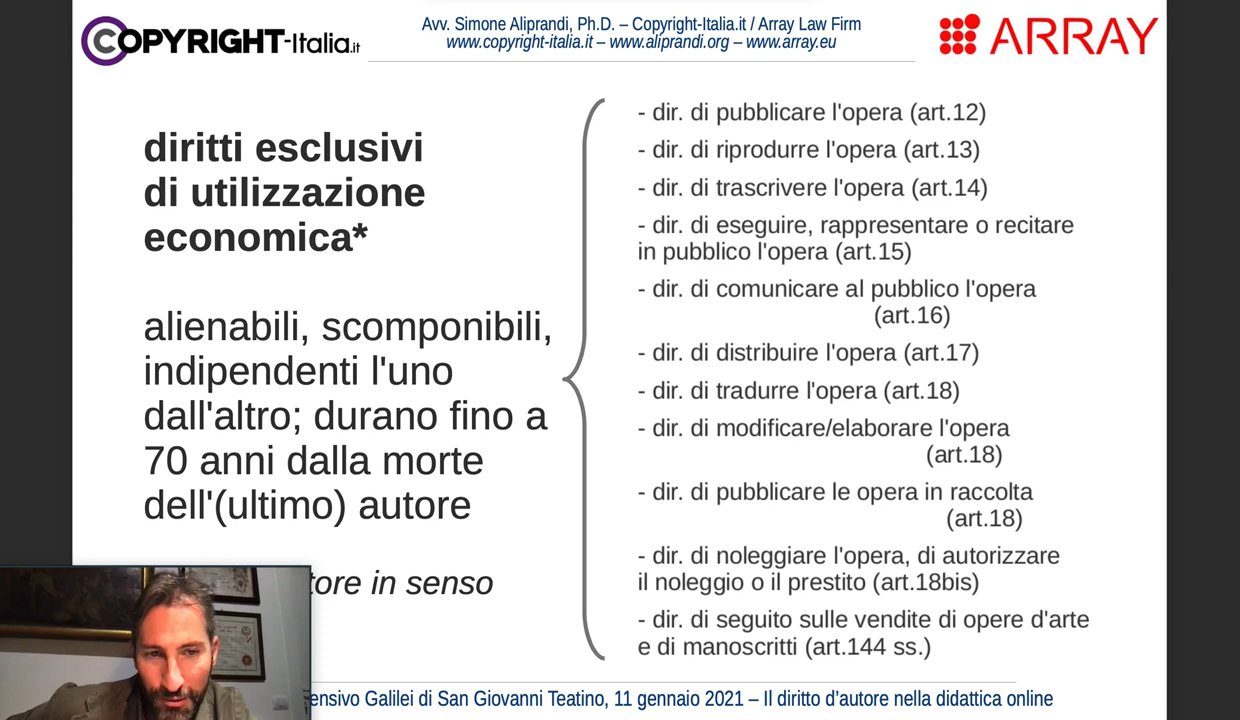 COPYRIGHT-Italia.it
Avv. Simone Aliprandi, Ph.D. – Copyright-Italia.it / Array Law Firm
www.copyright-italia.it – www.aliprandi.org – www.array.eu
ARRAY
diritti esclusivi
di utilizzazione
economica*
alienabili, scomponibili,
indipendenti l'uno
dall'altro; durano fino a
70 anni dalla morte
dell'(ultimo) autore
tore in senso
- dir. di pubblicare l'opera (art.12)
- dir. di riprodurre l'opera (art.13)
- dir. di trascrivere l'opera (art.14)
- dir. di eseguire, rappresentare o recitare
in pubblico l'opera (art.15)
- dir. di comunicare al pubblico l'opera
(art.16)
- dir. di distribuire l'opera (art.17)
- dir. di tradurre l'opera (art.18)
- dir. di modificare/elaborare l'opera
(art.18)
- dir. di pubblicare le opera in raccolta
(art.18)
- dir. di noleggiare l'opera, di autorizzare
il noleggio o il prestito (art.18bis)
- dir. di seguito sulle vendite di opere d'arte
e di manoscritti (art.144 ss.)
ensivo Galilei di San Giovanni Teatino, 11 gennaio 2021 – Il diritto d'autore nella didattica online